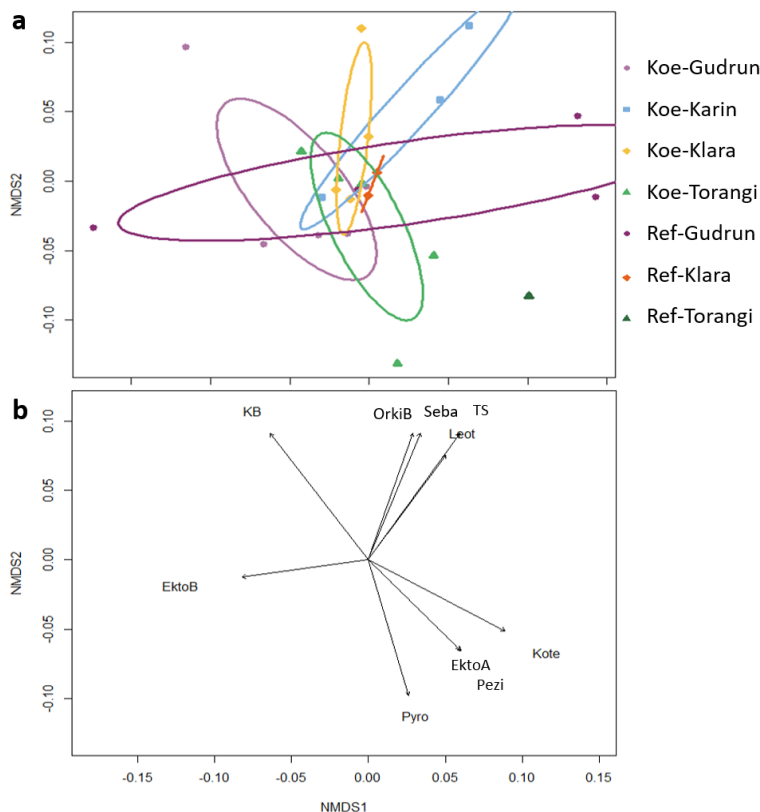 a
NMDS2
0.10
0.05
0.00
-0.05
-0.10
Koe-Gudrun
Koe-Karin
Koe-Klara
Koe-Torangi
Ref-Gudrun
Ref-Klara
Ref-Torangi
b
NMDS2
0.10
0.05
0.00
-0.05
-0.10
KB
OrkiB
Seba
TS
Leot
EktoB
Kote
EktoA
Pezi
Pyro
-0.15
-0.10
-0.05
0.00
0.05
0.10
0.15
NMDS1